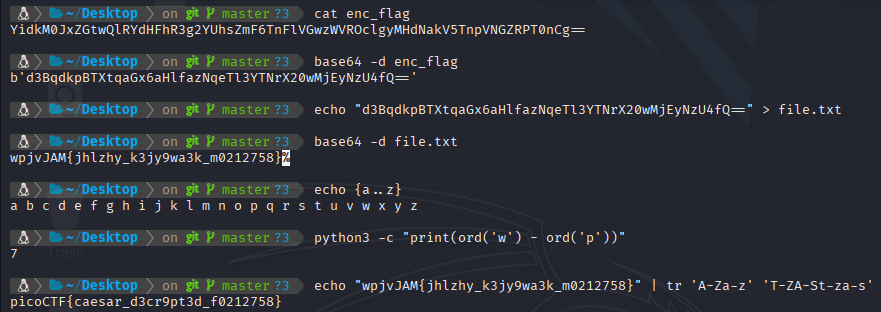 ~/Desktop on git master ?3 cat enc_flag
YidkM0JxZGtwQlRYdHFhR3g2YUhsZmF6TnFlVGwzWVROclgyMHdNakV5TnpVNGZRPT0nCg==
~/Desktop on git master ?3 base64 -d enc_flag
b'd3BqdkpBTXtqaGx6aHlfazNqeTl3YTNrX20wMjEyNzU4fQ=='
~/Desktop on git master ?3 echo "d3BqdkpBTXtqaGx6aHlfazNqeTl3YTNrX20wMjEyNzU4fQ==" > file.txt
~/Desktop on git master ?3 base64 -d file.txt
wpjvJAM{jhlzhy_k3jy9wa3k_m0212758}%
~/Desktop on git master ?3 echo {a..z}
a b c d e f g h i j k l m n o p q r s t u v w x y z
~/Desktop on git master ?3 python3 -c "print(ord('w') - ord('p'))"
7
Trash
~/Desktop on git master ?3 echo "wpjvJAM{jhlzhy_k3jy9wa3k_m0212758}" | tr 'A-Za-z' 'T-ZA-St-za-s'
picoCTF{caesar_d3cr9pt3d_f0212758}